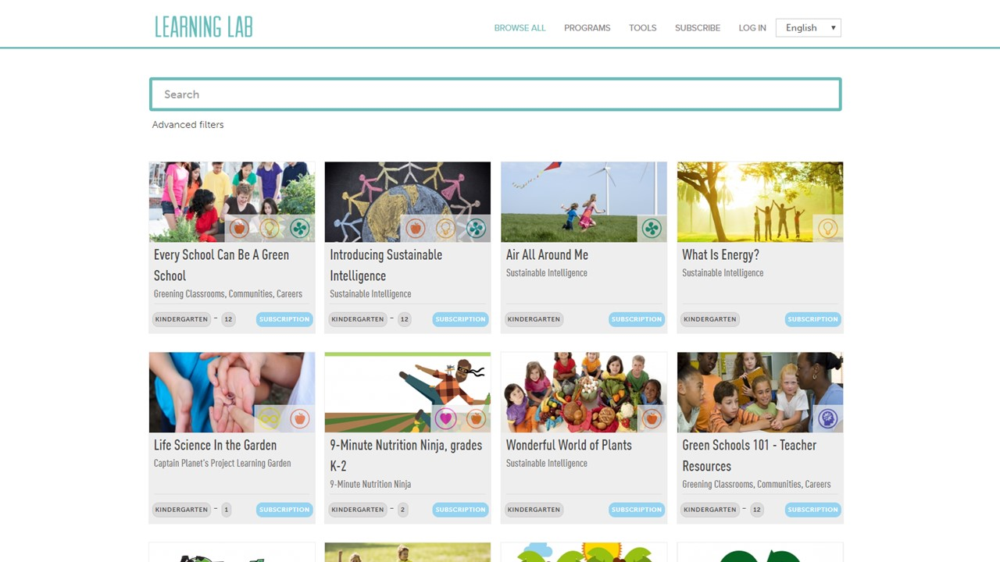 LEARNING LAB
BROWSE ALL
PROGRAMS
TOOLS
SUBSCRIBE
LOG IN
English
Search
Advanced filters
Every School Can Be A Green
School
Greening Classrooms, Communities, Careers
KINDERGARTEN - 12
SUBSCRIPTION
Introducing Sustainable
Intelligence
Sustainable Intelligence
KINDERGARTEN - 12
SUBSCRIPTION
Air All Around Me
Sustainable Intelligence
KINDERGARTEN
SUBSCRIPTION
What Is Energy?
Sustainable Intelligence
KINDERGARTEN
SUBSCRIPTION
Life Science In the Garden
Captain Planet's Project Learning Garden
KINDERGARTEN - 1
SUBSCRIPTION
9-Minute Nutrition Ninja, grades
K-2
9-Minute Nutrition Ninja
KINDERGARTEN - 2
SUBSCRIPTION
Wonderful World of Plants
Sustainable Intelligence
KINDERGARTEN
SUBSCRIPTION
Green Schools 101 - Teacher
Resources
Greening Classrooms, Communities, Careers
KINDERGARTEN - 12
SUBSCRIPTION